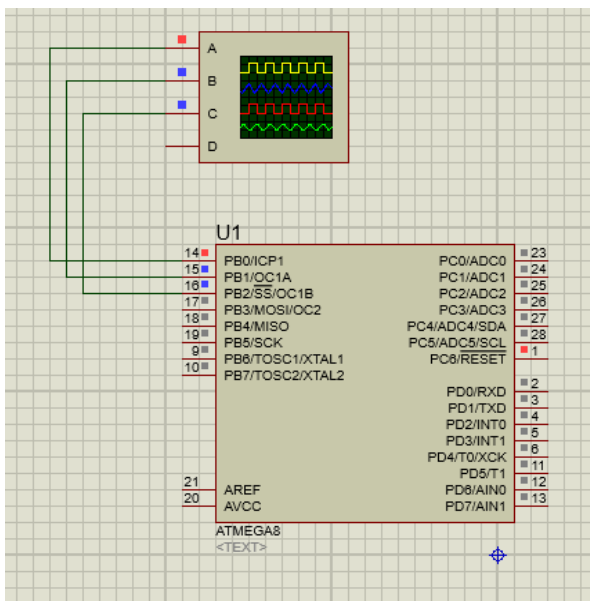 A
B
C
D
U1
14 PB0/ICP1 PC0/ADC0 23
15 PB1/OC1A PC1/ADC1 24
16 PB2/SS/OC1B PC2/ADC2 25
17 PB3/MOSI/OC2 PC3/ADC3 26
18 PB4/MISO PC4/ADC4/SDA 27
19 PB5/SCK PC5/ADC5/SCL 28
9 PB6/TOSC1/XTAL1 PC6/RESET 1
10 PB7/TOSC2/XTAL2
PD0/RXD 2
PD1/TXD 3
PD2/INT0 4
PD3/INT1 5
PD4/T0/XCK 6
PD5/T1 11
21 AREF PD6/AIN0 12
20 AVCC PD7/AIN1 13
ATMEGA8
<TEXT>